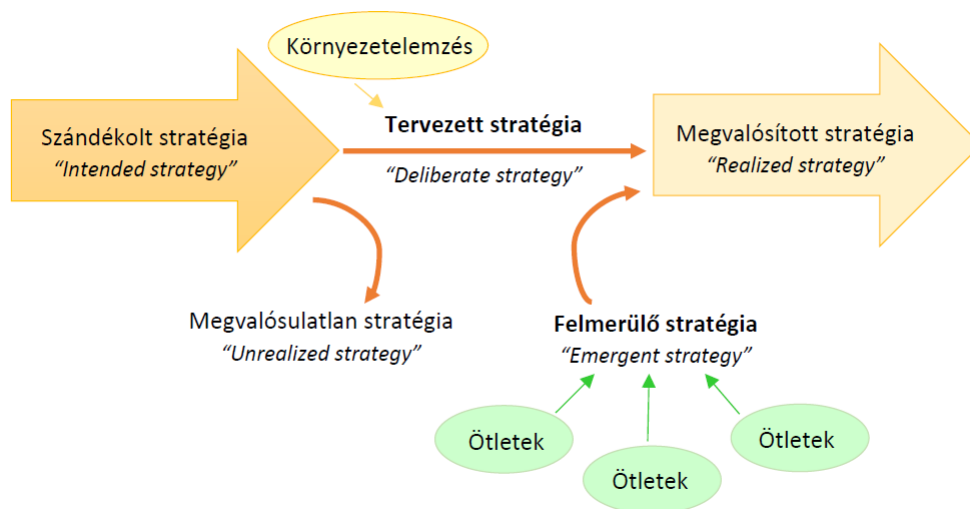 Környezetelemzés
Szándékolt stratégia
“Intended strategy”
Tervezett stratégia
“Deliberate strategy”
Megvalósított stratégia
“Realized strategy”
Megvalósulatlan stratégia
“Unrealized strategy”
Felmerülő stratégia
“Emergent strategy”
Ötletek
Ötletek
Ötletek